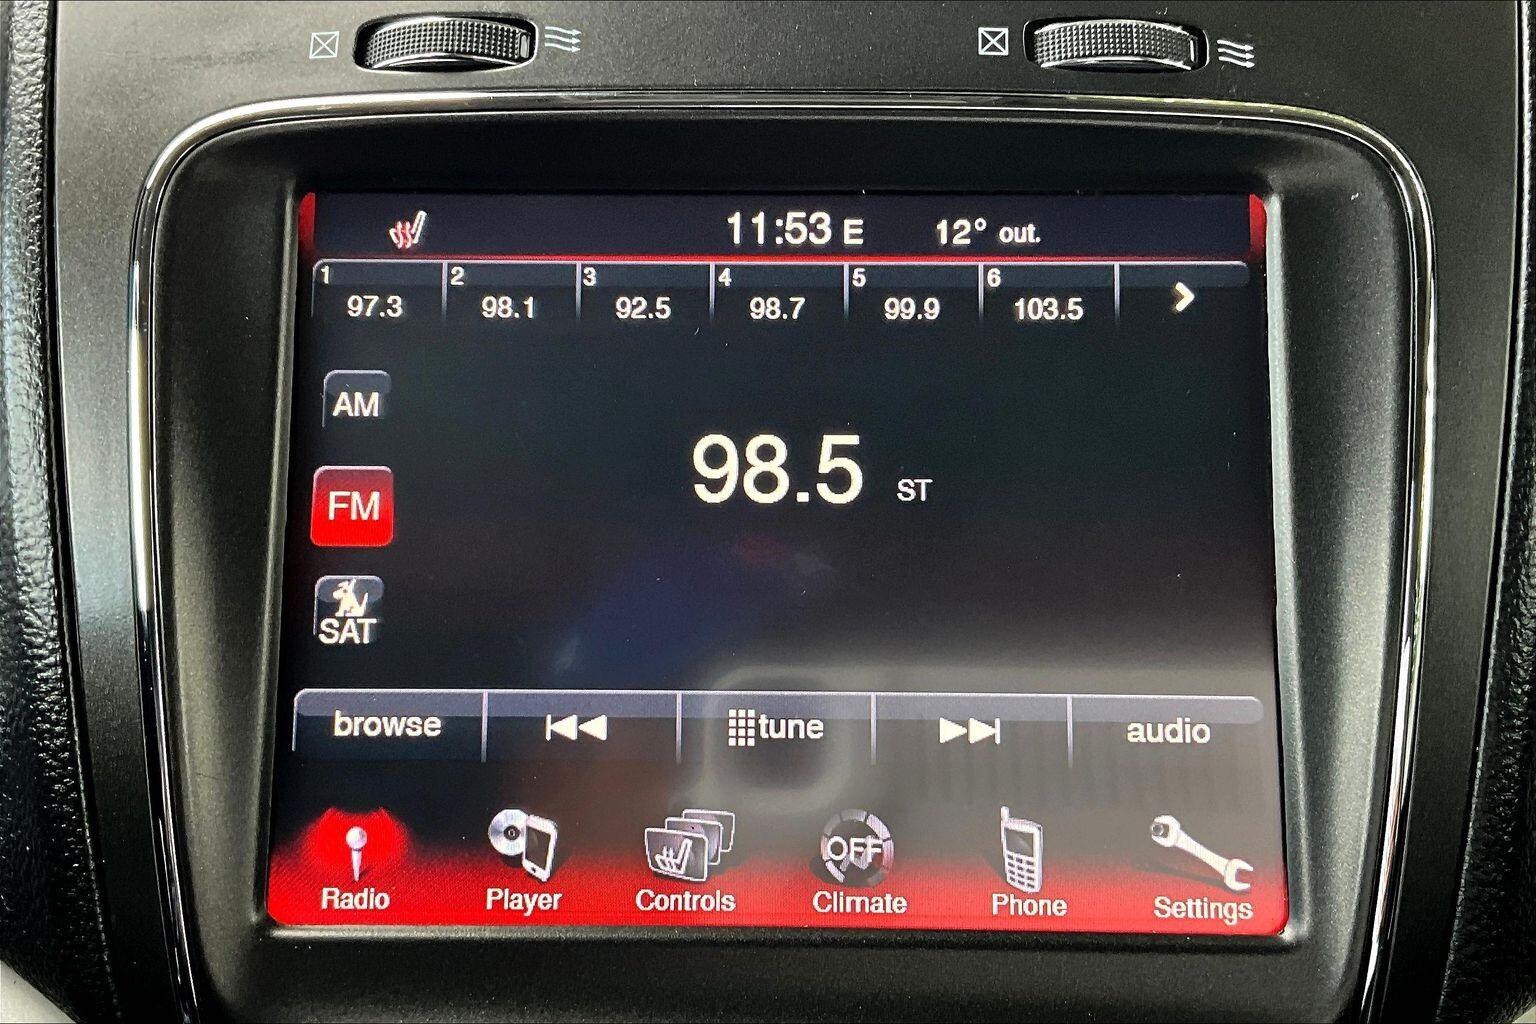 11:53 E 12° out.
1 2 3 4 5 6
97.3 98.1 92.5 98.7 99.9 103.5
AM
98.5 ST
FM
SAT
browse tune audio
OFF
Radio Player Controls Climate Phone Settings